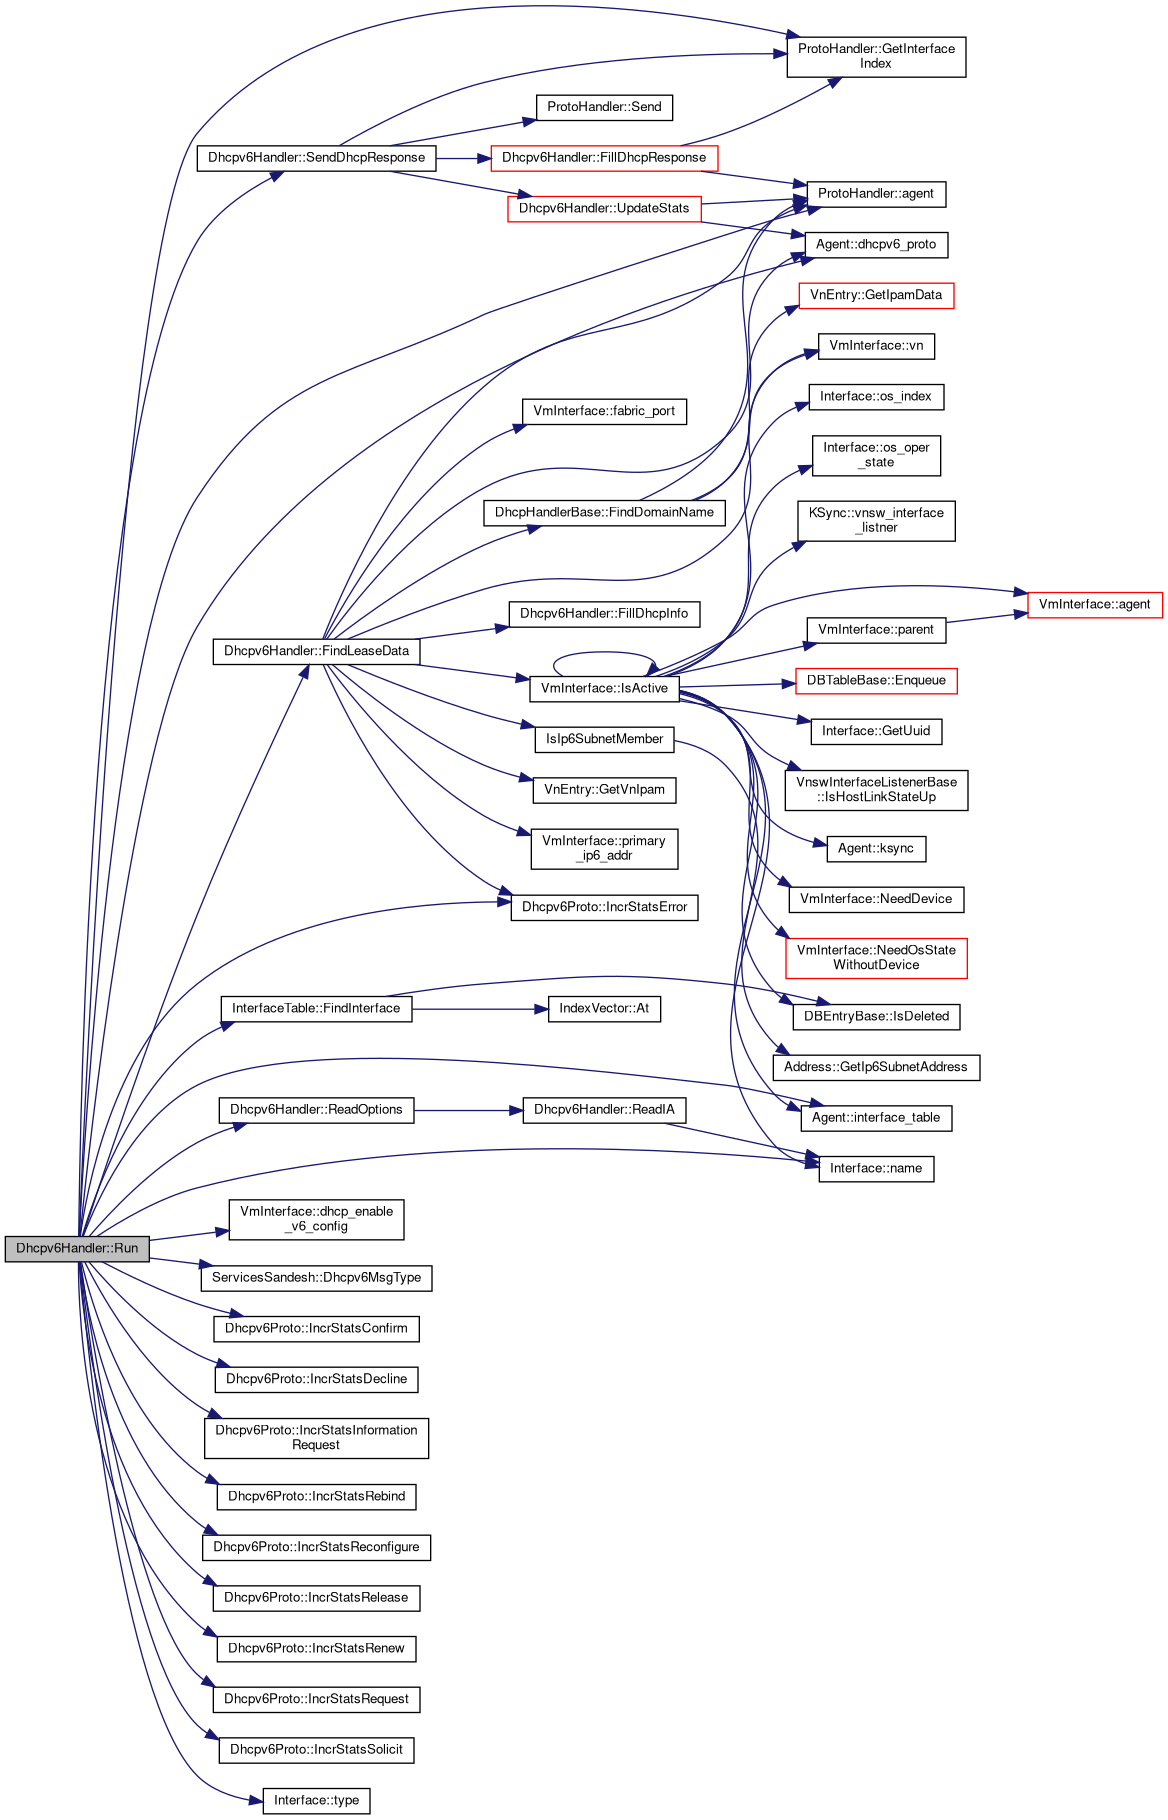 ProtoHandler::GetInterface
Index
ProtoHandler::Send
Dhcpv6Handler::SendDhcpResponse
Dhcpv6Handler::FillDhcpResponse
ProtoHandler::agent
Dhcpv6Handler::UpdateStats
Agent::dhcpv6_proto
VnEntry::GetIpamData
VmInterface::vn
Interface::os_index
VmInterface::fabric_port
Interface::os_oper
_state
DhcpHandlerBase::FindDomainName
KSync::vnsw_interface
_listner
VmInterface::agent
Dhcpv6Handler::FillDhcpInfo
VmInterface::parent
Dhcpv6Handler::FindLeaseData
VmInterface::IsActive
DBTableBase::Enqueue
Interface::GetUuid
IsIp6SubnetMember
VnswInterfaceListenerBase
::IsHostLinkStateUp
VnEntry::GetVnIpam
VmInterface::primary
_ip6_addr
Agent::ksync
VmInterface::NeedDevice
Dhcpv6Proto::IncrStatsError
VmInterface::NeedOsState
WithoutDevice
InterfaceTable::FindInterface
IndexVector::At
DBEntryBase::IsDeleted
Address::GetIp6SubnetAddress
Dhcpv6Handler::ReadOptions
Dhcpv6Handler::ReadIA
Agent::interface_table
Interface::name
VmInterface::dhcp_enable
_v6_config
Dhcpv6Handler::Run
ServicesSandesh::Dhcpv6MsgType
Dhcpv6Proto::IncrStatsConfirm
Dhcpv6Proto::IncrStatsDecline
Dhcpv6Proto::IncrStatsInformation
Request
Dhcpv6Proto::IncrStatsRebind
Dhcpv6Proto::IncrStatsReconfigure
Dhcpv6Proto::IncrStatsRelease
Dhcpv6Proto::IncrStatsRenew
Dhcpv6Proto::IncrStatsRequest
Dhcpv6Proto::IncrStatsSolicit
Interface::type